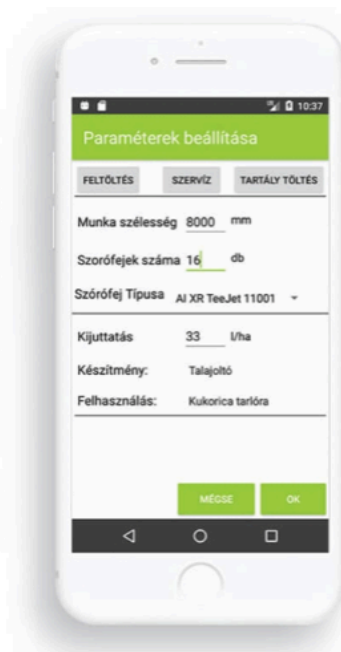 10:37
Paraméterek beállítása
FELTÖLTÉS SZERVÍZ TARTÁLY TÖLTÉS
Munka szélesség 8000 mm
Szorófejek száma 16 db
Szórófej Típusa AI XR TeeJet 11001
Kijuttatás 33 l/ha
Készítmény: Talajoltó
Felhasználás: Kukorica tarlóra
MÉGSE OK